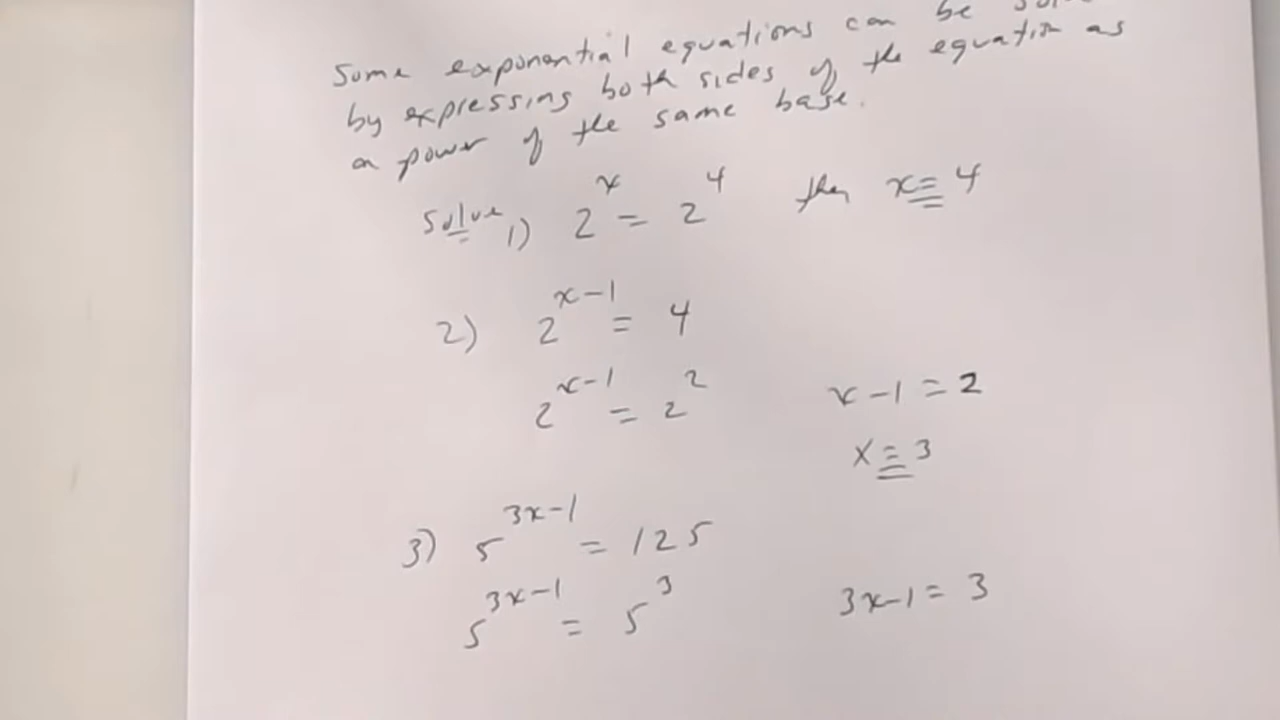 Some exponential equations can be
by expressing both sides of the equation as
a power of the same base.
Solve 1) 2^x = 2^4 then x = 4
2) 2^(x-1) = 4
2^(x-1) = 2^2 x - 1 = 2
x = 3
3) 5^(3x-1) = 125
5^(3x-1) = 5^3 3x-1 = 3